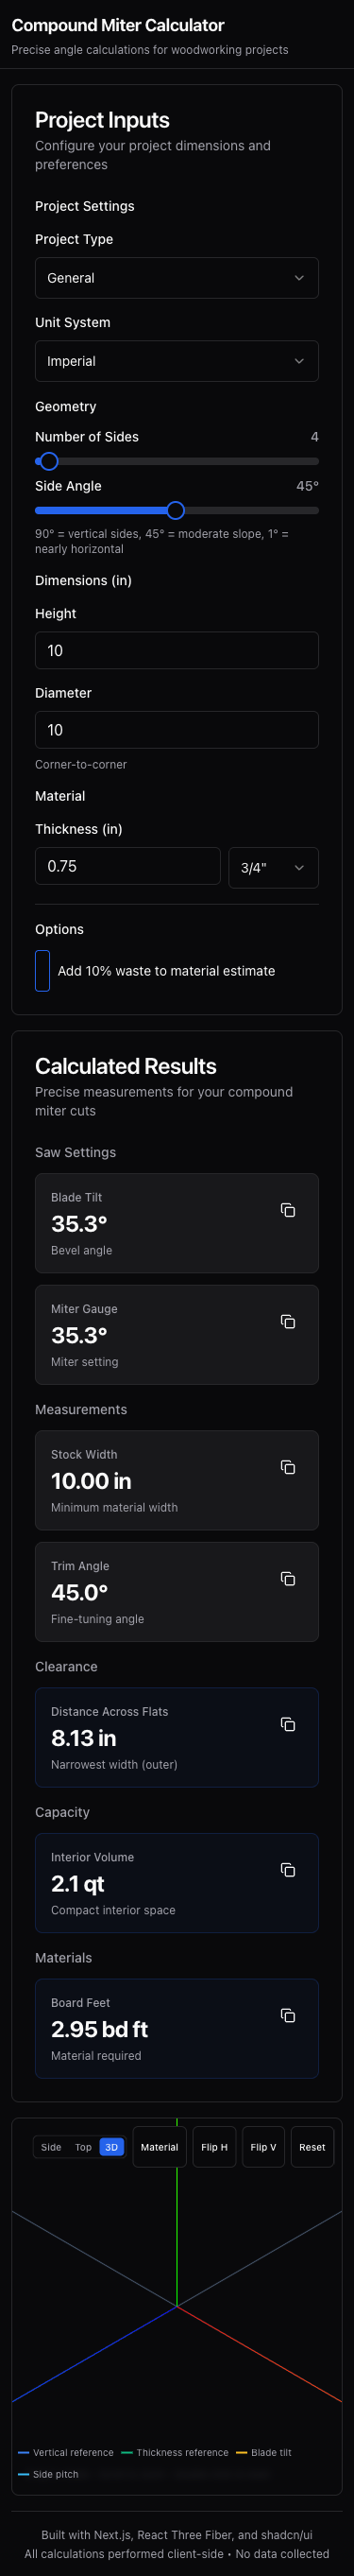 Compound Miter Calculator
Precise angle calculations for woodworking projects
Project Inputs
Configure your project dimensions and
preferences
Project Settings
Project Type
General
Unit System
Imperial
Geometry
Number of Sides 4
Side Angle 45°
90° = vertical sides, 45° = moderate slope, 1° =
nearly horizontal
Dimensions (in)
Height
10
Diameter
10
Corner-to-corner
Material
Thickness (in)
0.75 3/4"
Options
Add 10% waste to material estimate
Calculated Results
Precise measurements for your compound
miter cuts
Saw Settings
Blade Tilt
35.3°
Bevel angle
Miter Gauge
35.3°
Miter setting
Measurements
Stock Width
10.00 in
Minimum material width
Trim Angle
45.0°
Fine-tuning angle
Clearance
Distance Across Flats
8.13 in
Narrowest width (outer)
Capacity
Interior Volume
2.1 qt
Compact interior space
Materials
Board Feet
2.95 bd ft
Material required
Side Top 3D Material Flip H Flip V Reset
Vertical reference Thickness reference Blade tilt
Side pitch
Built with Next.js, React Three Fiber, and shadcn/ui
All calculations performed client-side • No data collected